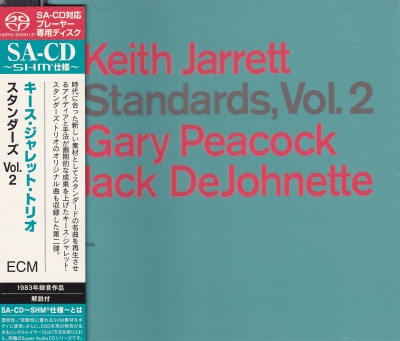 SA-CD対応
プレーヤー
専用ディスク
SA-CD
〜SHM仕様〜
キース・ジャレット・トリオ
スタンダーズ Vol. 2
時代に合った新しい素材としてスタンダードの名曲を再生させ
るアイディアと手法が画期的な成果を上げたキース・ジャレット・
スタンダーズ・トリオのオリジナル曲も収録した第二弾。
ECM
1983年録音作品
解説付
SA-CD〜SHM仕様〜とは
Keith Jarrett
Standards, Vol. 2
Gary Peacock
Jack DeJohnette